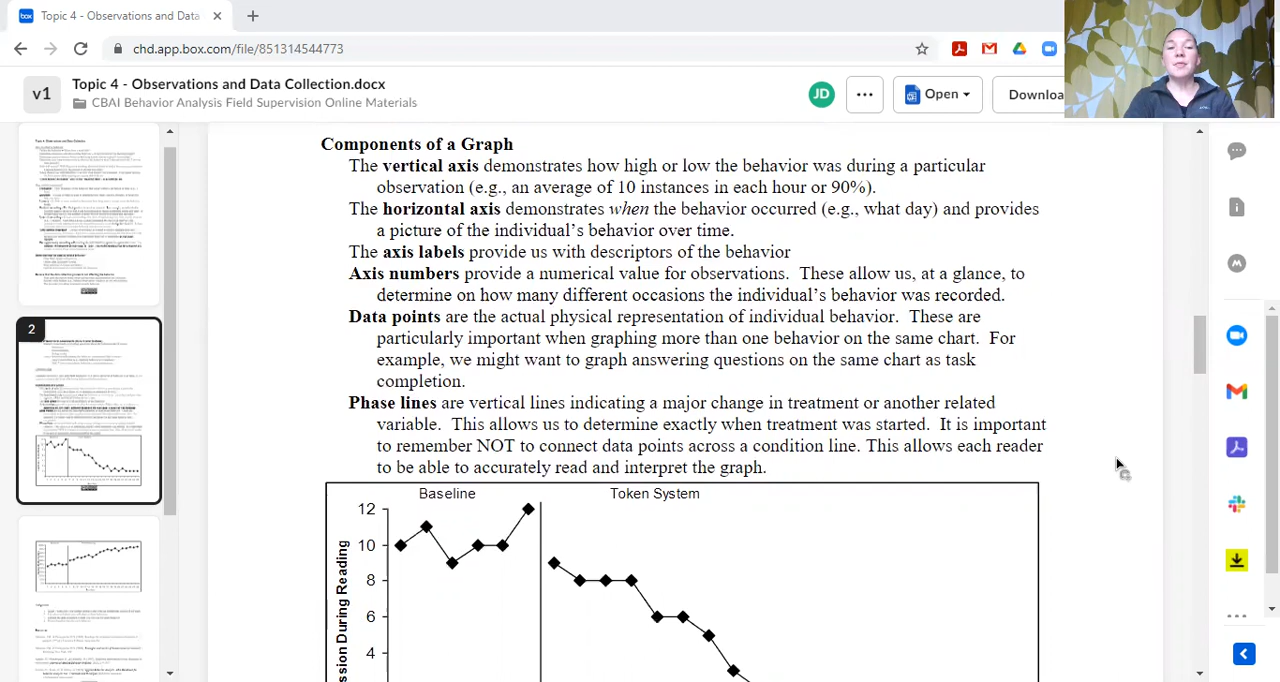 Topic 4 - Observations and Data
chd.app.box.com/file/851314544773
v1
Topic 4 - Observations and Data Collection.docx
CBAI Behavior Analysis Field Supervision Online Materials
JD
Open
Downloa
Components of a Graph
The vertical axis shows how high or low the behavior was during a particular
observation (e.g., an average of 10 instances in one hour or 90%).
The horizontal axis demonstrates when the behavior occurred (e.g., what day) and provides
a picture of the individual's behavior over time.
The axis labels provide us with descriptors of the behavior
Axis numbers provide a numerical value for observations. These allow us, at a glance, to
determine on how many different occasions the individual's behavior was recorded.
Data points are the actual physical representation of individual behavior. These are
particularly important when graphing more than one behavior on the same chart. For
example, we may want to graph answering questions on the same chart as task
completion.
Phase lines are vertical lines indicating a major change in treatment or another related
variable. This allows us to determine exactly when treatment was started. It is important
to remember NOT to connect data points across a condition line. This allows each reader
to be able to accurately read and interpret the graph.
Baseline
Token System
12
10
8
6
4
ssion During Reading
2